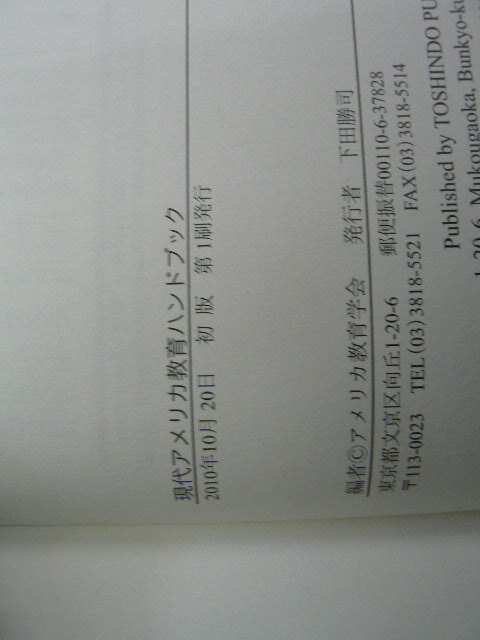 現代アメリカ教育ハンドブック
2010年10月20日 初 版 第1刷発行
編者Ⓒアメリカ教育学会 発行者 下田勝司
東京都文京区向丘1-20-6 郵便振替00110-6-37828
〒113-0023 TEL(03)3818-5521 FAX(03)3818-5514
Published by TOSHINDO PU
1-20-6, Mukougaoka, Bunkyo-ku